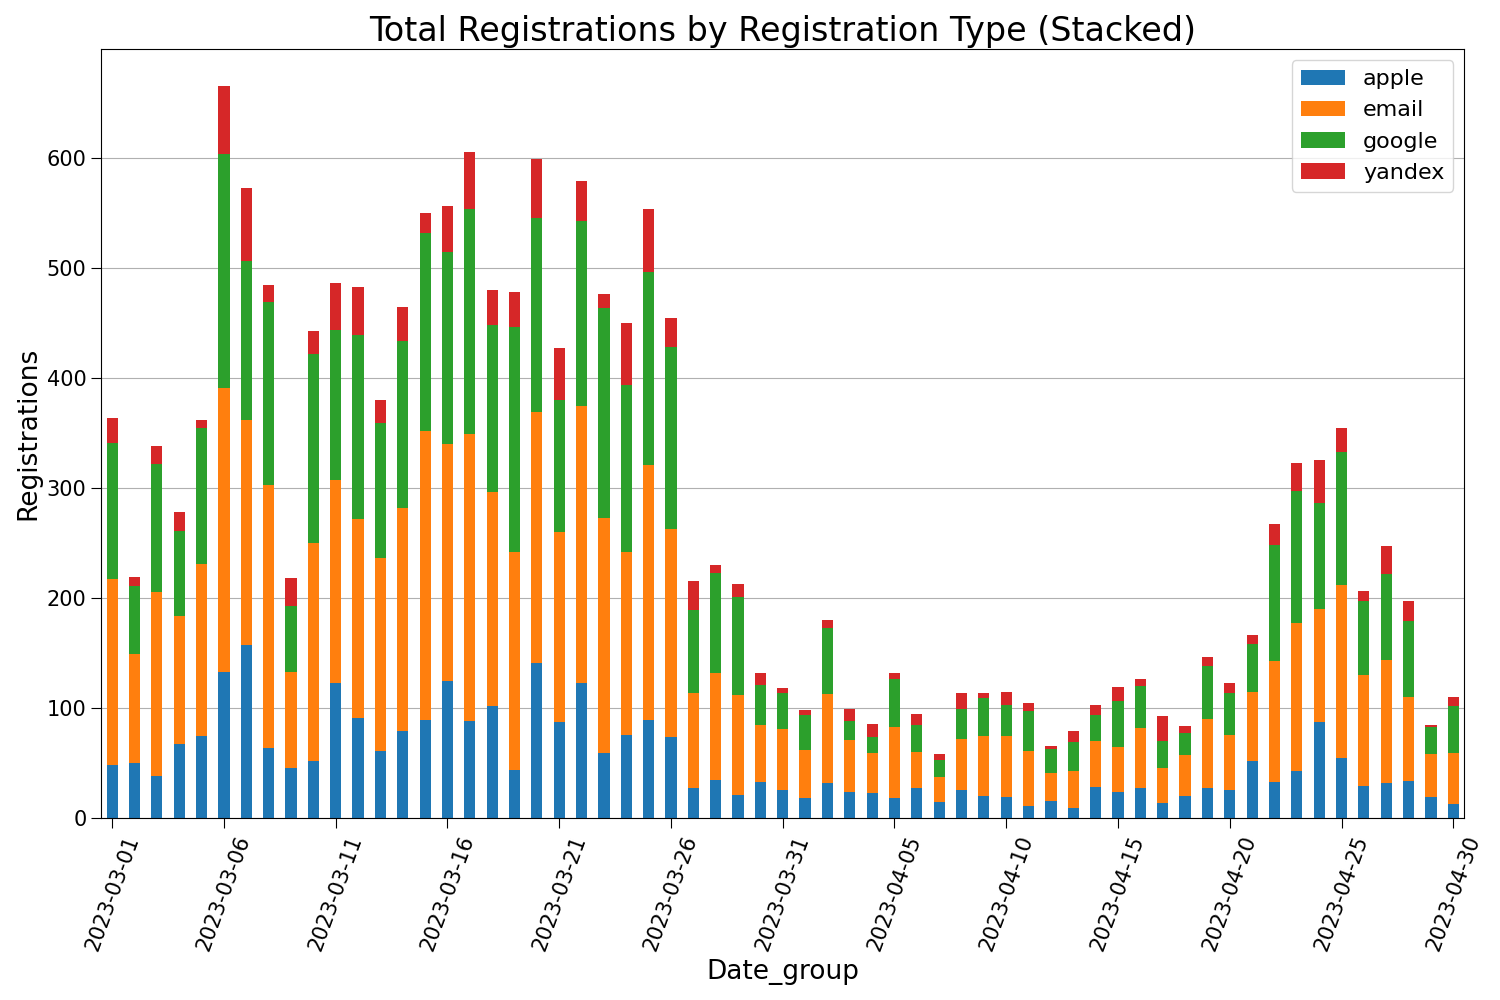 Total Registrations by Registration Type (Stacked)
apple
email
google
yandex
Registrations
600
500
400
300
200
100
0
2023-03-01
2023-03-06
2023-03-11
2023-03-16
2023-03-21
2023-03-26
2023-03-31
2023-04-05
2023-04-10
2023-04-15
2023-04-20
2023-04-25
2023-04-30
Date_group